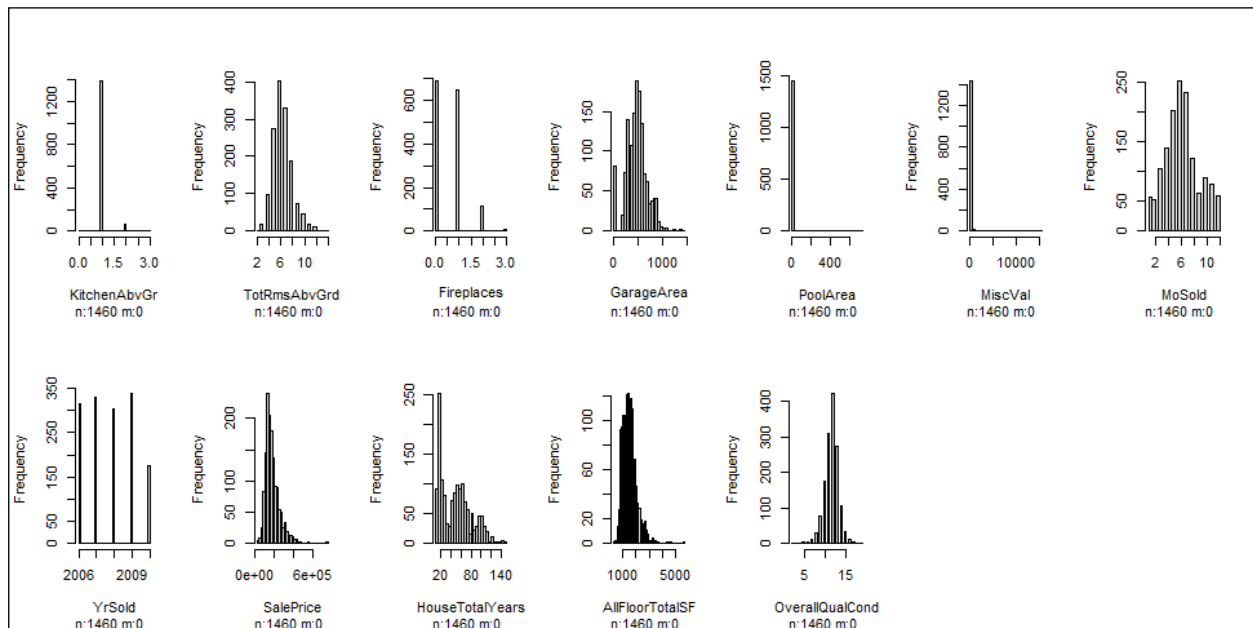 Frequency
0 400 800 1200
0.0 1.5 3.0
KitchenAbvGr
n:1460 m:0
Frequency
0 100 200 300 400
2 6 10
TotRmsAbvGrd
n:1460 m:0
Frequency
0 200 400 600
0.0 1.5 3.0
Fireplaces
n:1460 m:0
Frequency
0 50 100 150
0 1000
GarageArea
n:1460 m:0
Frequency
0 500 1000 1500
0 400
PoolArea
n:1460 m:0
Frequency
0 400 800 1200
0 10000
MiscVal
n:1460 m:0
Frequency
0 50 150 250
2 6 10
MoSold
n:1460 m:0
Frequency
0 50 150 250 350
2006 2009
YrSold
n:1460 m:0
Frequency
0 50 100 200
0e+00 6e+05
SalePrice
n:1460 m:0
Frequency
0 50 150 250
20 80 140
HouseTotalYears
n:1460 m:0
Frequency
0 20 60 100
1000 5000
AllFloorTotalSF
n:1460 m:0
Frequency
0 100 200 300 400
5 15
OverallQualCond
n:1460 m:0